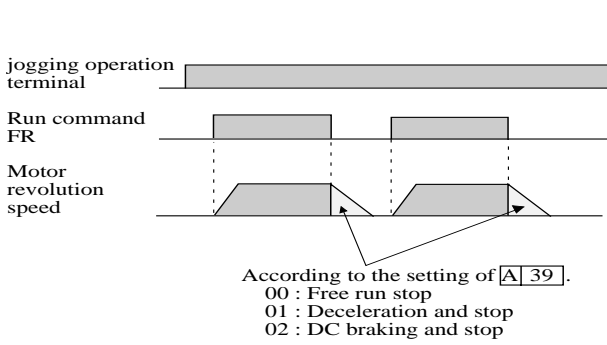 jogging operation
terminal
Run command
FR
Motor
revolution
speed
According to the setting of A 39 .
00 : Free run stop
01 : Deceleration and stop
02 : DC braking and stop